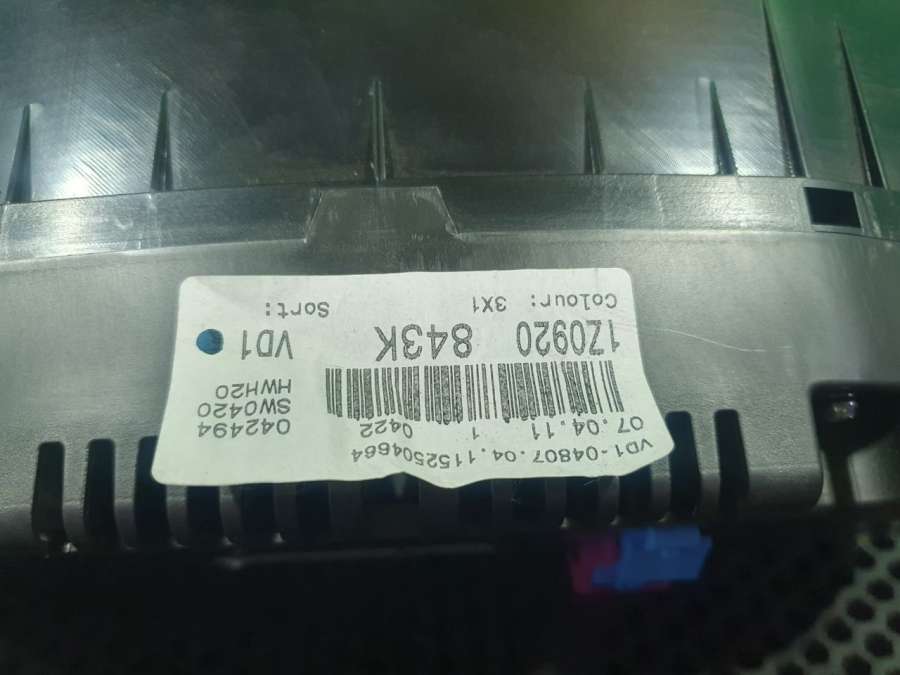 VD1-04807.04.1152504664
07.04.11 1 0422
042494
SW0420
HWH20
1Z0920 843K VD1
Colour: 3X1 Sort: